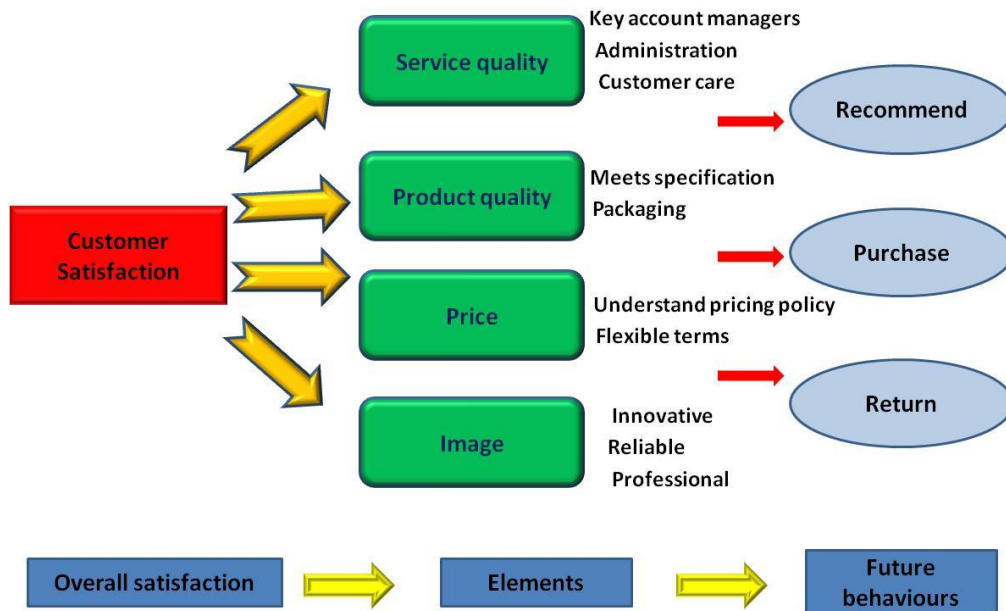 Key account managers
Service quality
Administration
Customer care
Recommend
Product quality
Meets specification
Packaging
Customer
Satisfaction
Purchase
Price
Understand pricing policy
Flexible terms
Return
Image
Innovative
Reliable
Professional
Overall satisfaction
Elements
Future
behaviours